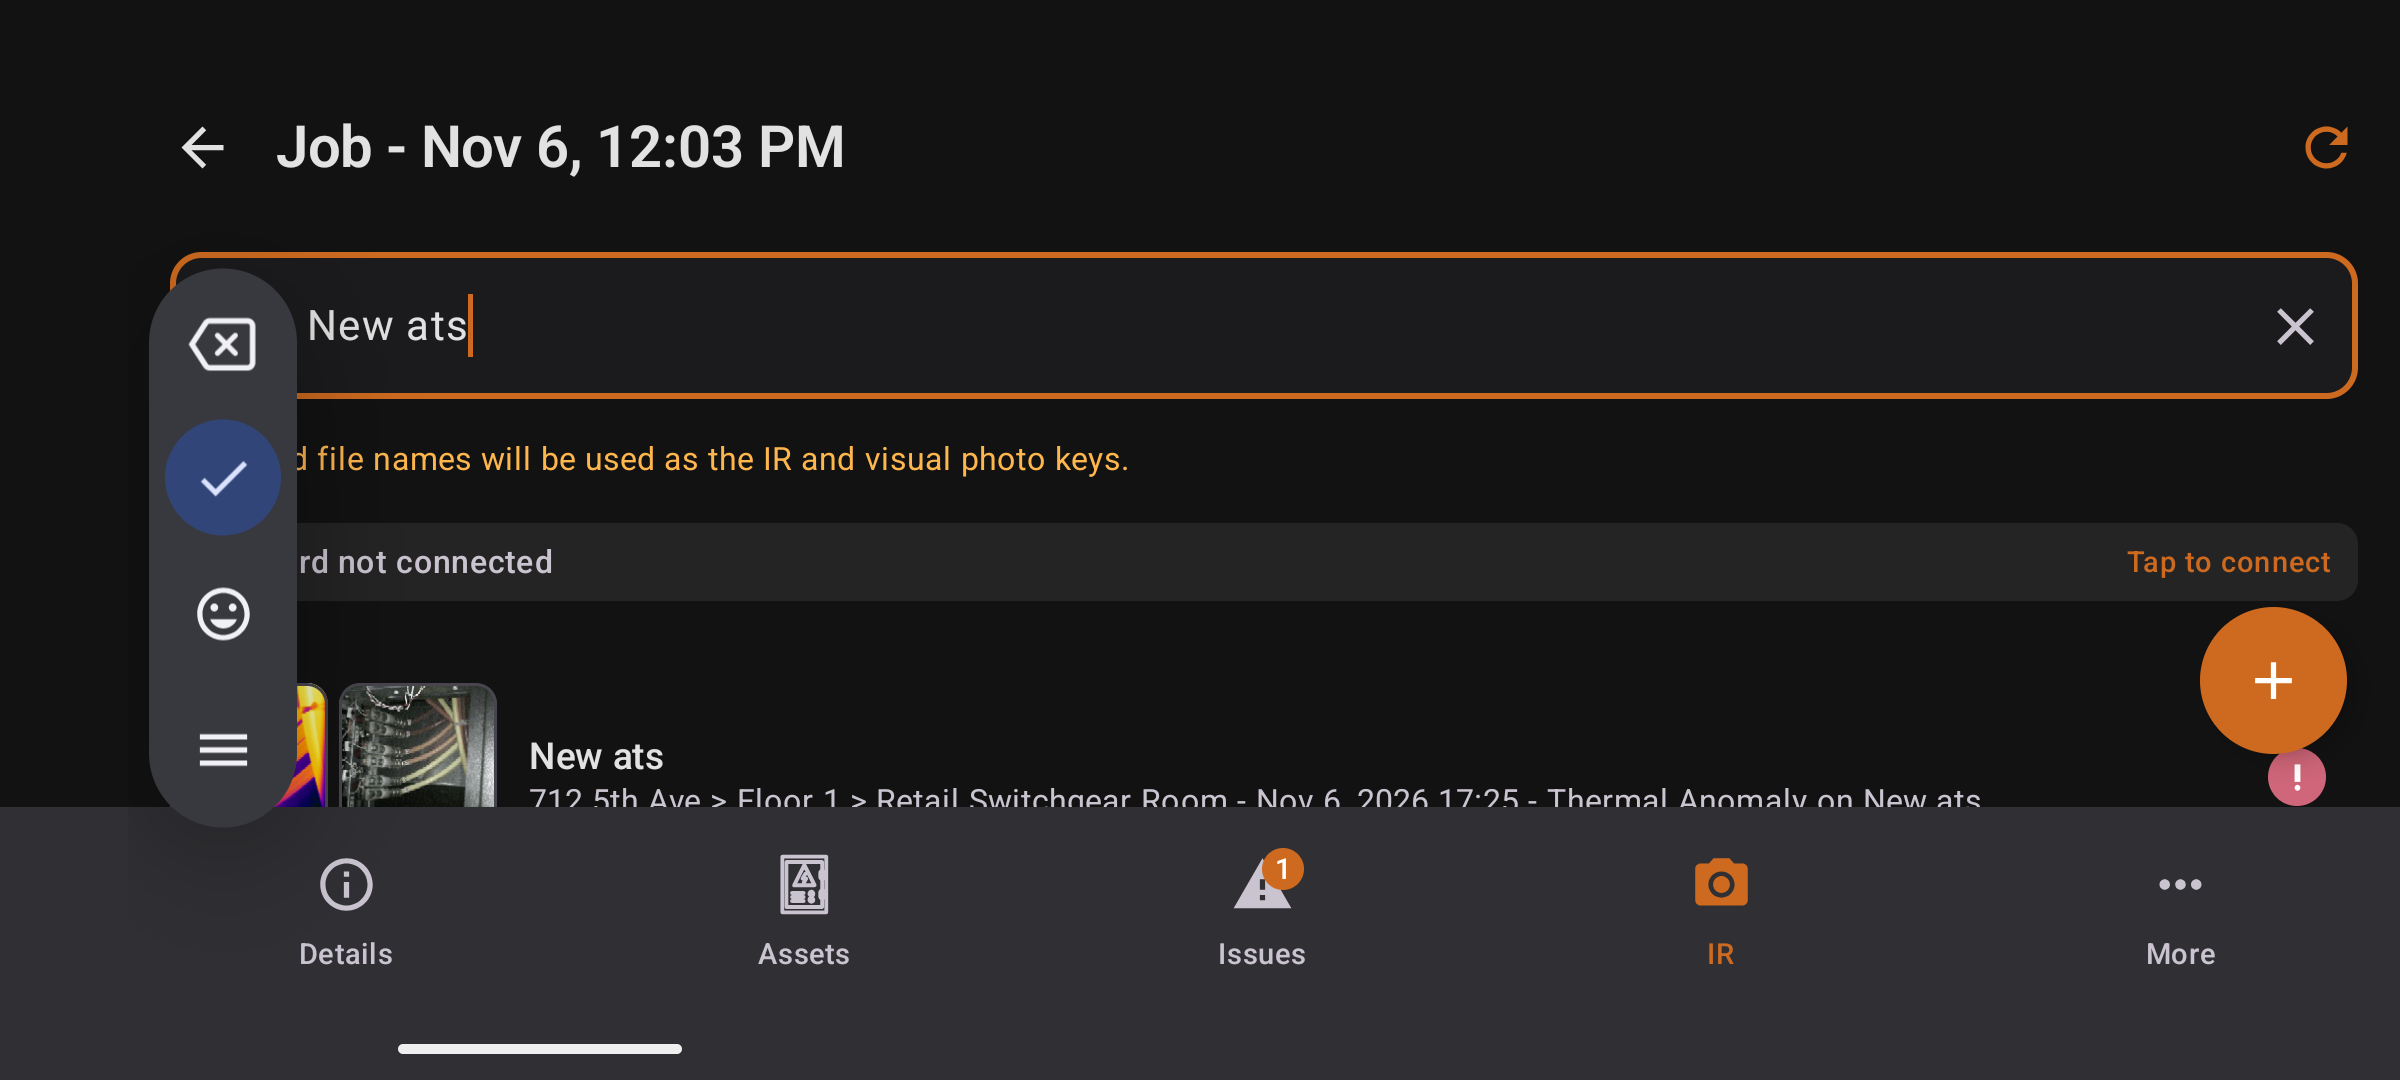 Job - Nov 6, 12:03 PM
New ats
file names will be used as the IR and visual photo keys.
rd not connected
Tap to connect
New ats
712 5th Ave > Floor 1 > Retail Switchgear Room - Nov 6, 2026 17:25 - Thermal Anomaly on New ats
1
Details
Assets
Issues
IR
More